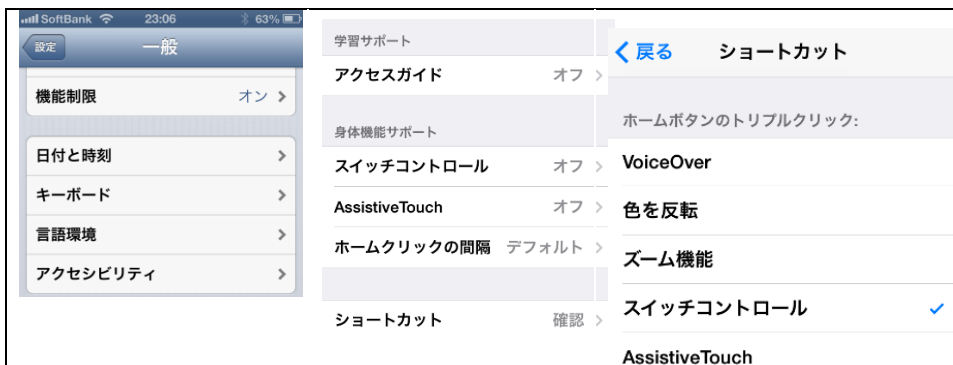 SoftBank 23:06 63%
設定 一般
機能制限 オン
日付と時刻
キーボード
言語環境
アクセシビリティ
学習サポート
アクセスガイド オフ
身体機能サポート
スイッチコントロール オフ
AssistiveTouch オフ
ホームクリックの間隔 デフォルト
ショートカット 確認
戻る ショートカット
ホームボタンのトリプルクリック:
VoiceOver
色を反転
ズーム機能
スイッチコントロール
AssistiveTouch